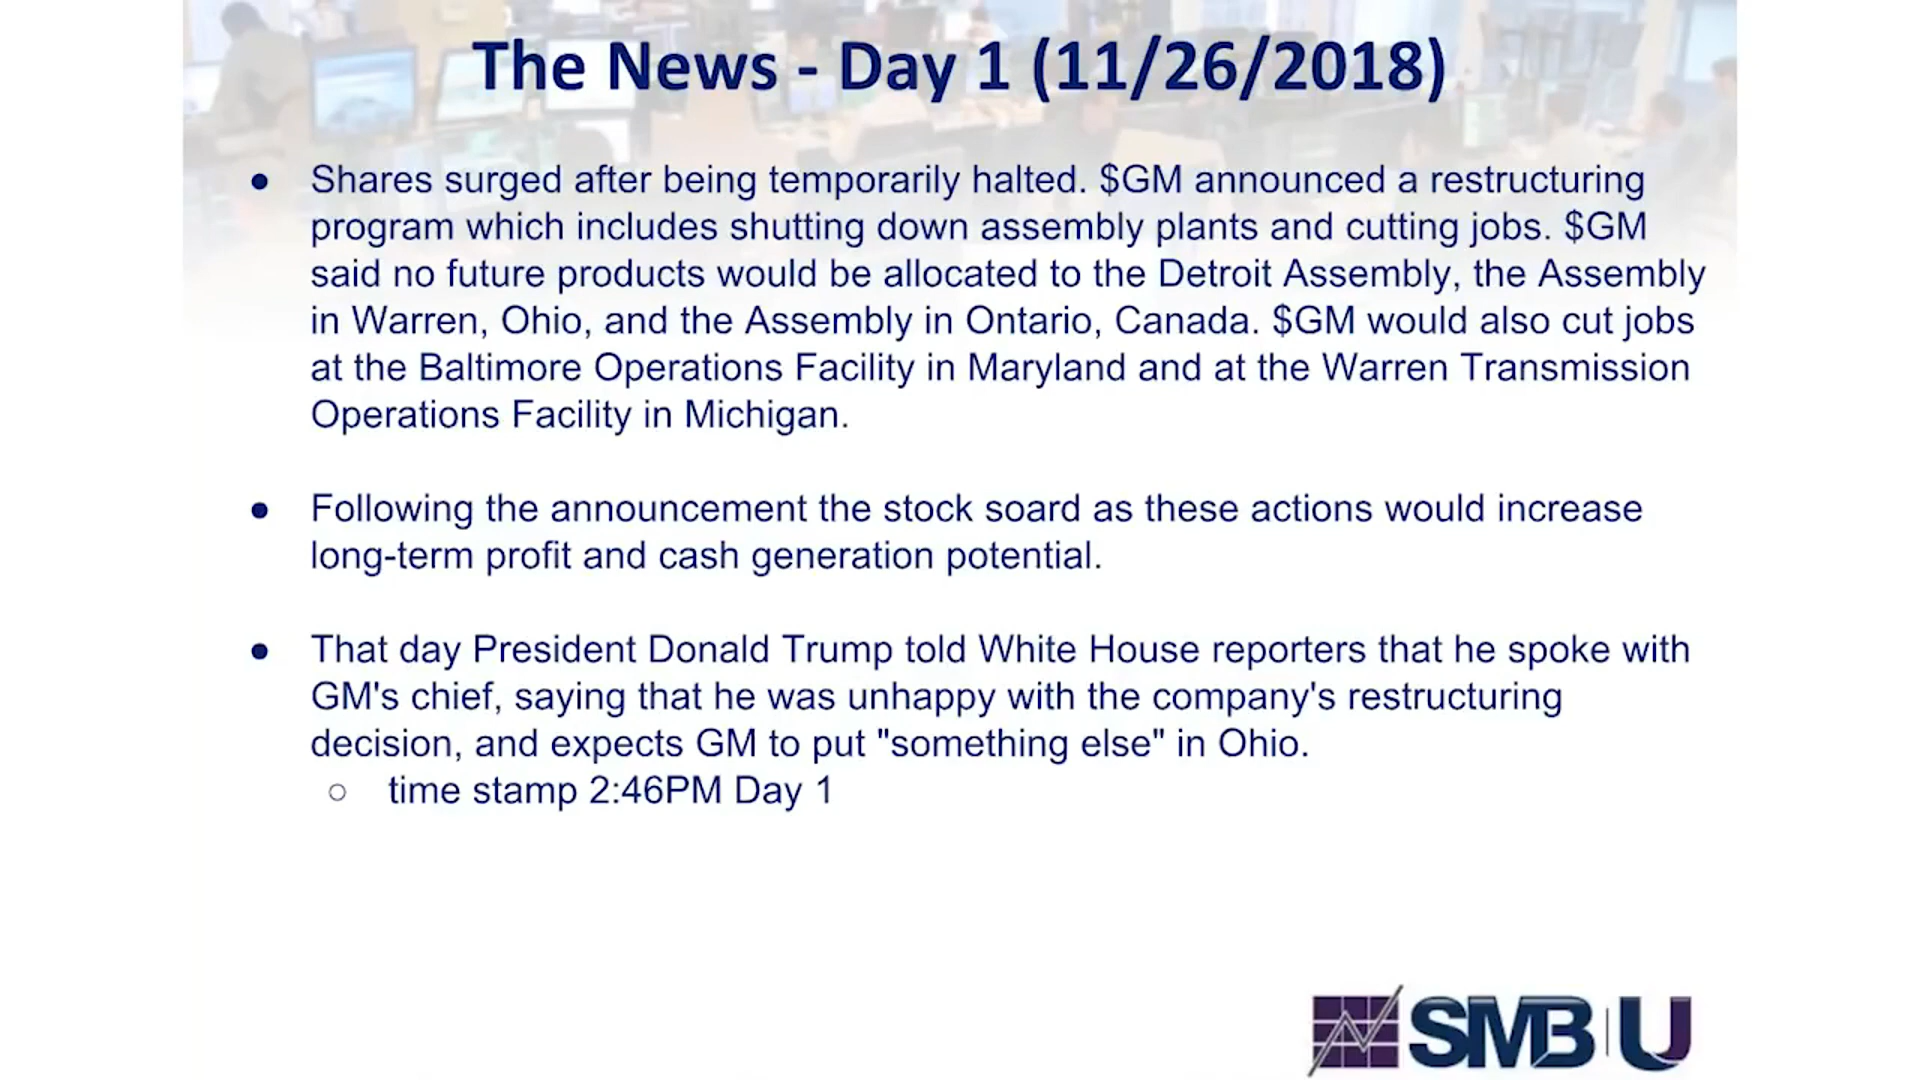 The News - Day 1 (11/26/2018)
● Shares surged after being temporarily halted. $GM announced a restructuring
program which includes shutting down assembly plants and cutting jobs. $GM
said no future products would be allocated to the Detroit Assembly, the Assembly
in Warren, Ohio, and the Assembly in Ontario, Canada. $GM would also cut jobs
at the Baltimore Operations Facility in Maryland and at the Warren Transmission
Operations Facility in Michigan.
● Following the announcement the stock soard as these actions would increase
long-term profit and cash generation potential.
● That day President Donald Trump told White House reporters that he spoke with
GM's chief, saying that he was unhappy with the company's restructuring
decision, and expects GM to put "something else" in Ohio.
○ time stamp 2:46PM Day 1
SMB | U